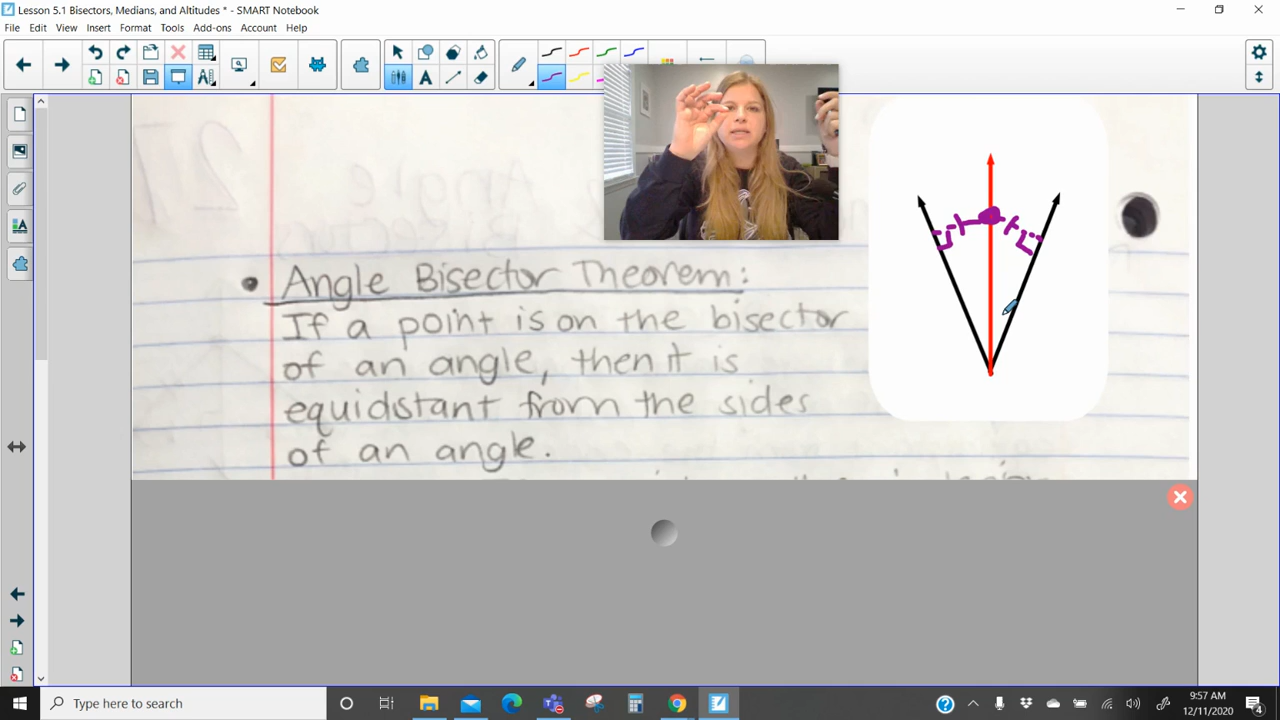 Lesson 5.1 Bisectors, Medians, and Altitudes * - SMART Notebook
File Edit View Insert Format Tools Add-ons Account Help
• Angle Bisector Theorem:
If a point is on the bisector
of an angle, then it is
equidistant from the sides
of an angle.
Type here to search
9:57 AM
12/11/2020
4